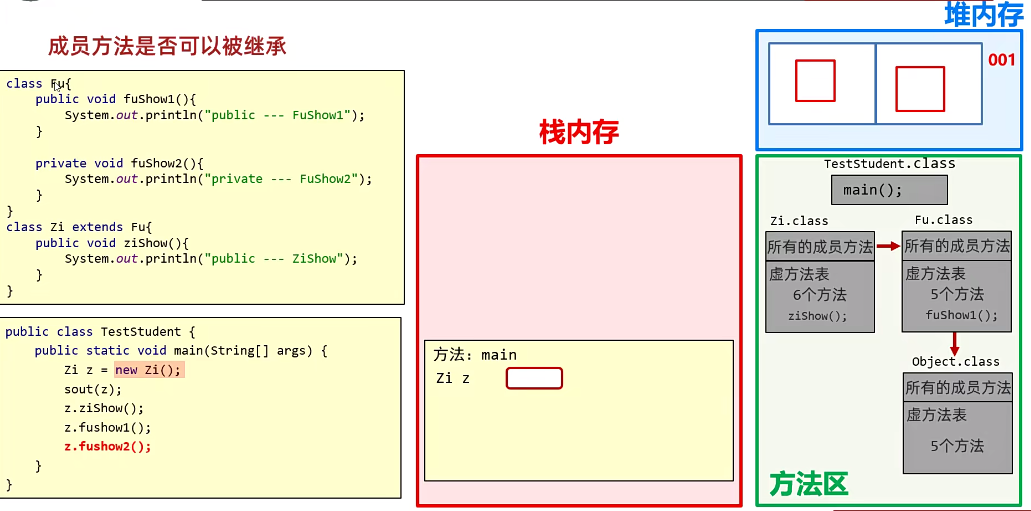 成员方法是否可以被继承
class Fu{
public void fuShow1(){
System.out.println("public --- FuShow1");
}
private void fuShow2(){
System.out.println("private --- FuShow2");
}
}
class Zi extends Fu{
public void ziShow(){
System.out.println("public --- ZiShow");
}
}
public class TestStudent {
public static void main(String[] args) {
Zi z = new Zi();
sout(z);
z.ziShow();
z.fushow1();
z.fushow2();
}
}
栈内存
方法: main
Zi z
堆内存
001
TestStudent.class
main();
Zi.class
所有的成员方法
虚方法表
6个方法
ziShow();
Fu.class
所有的成员方法
虚方法表
5个方法
fuShow1();
Object.class
所有的成员方法
虚方法表
5个方法
方法区